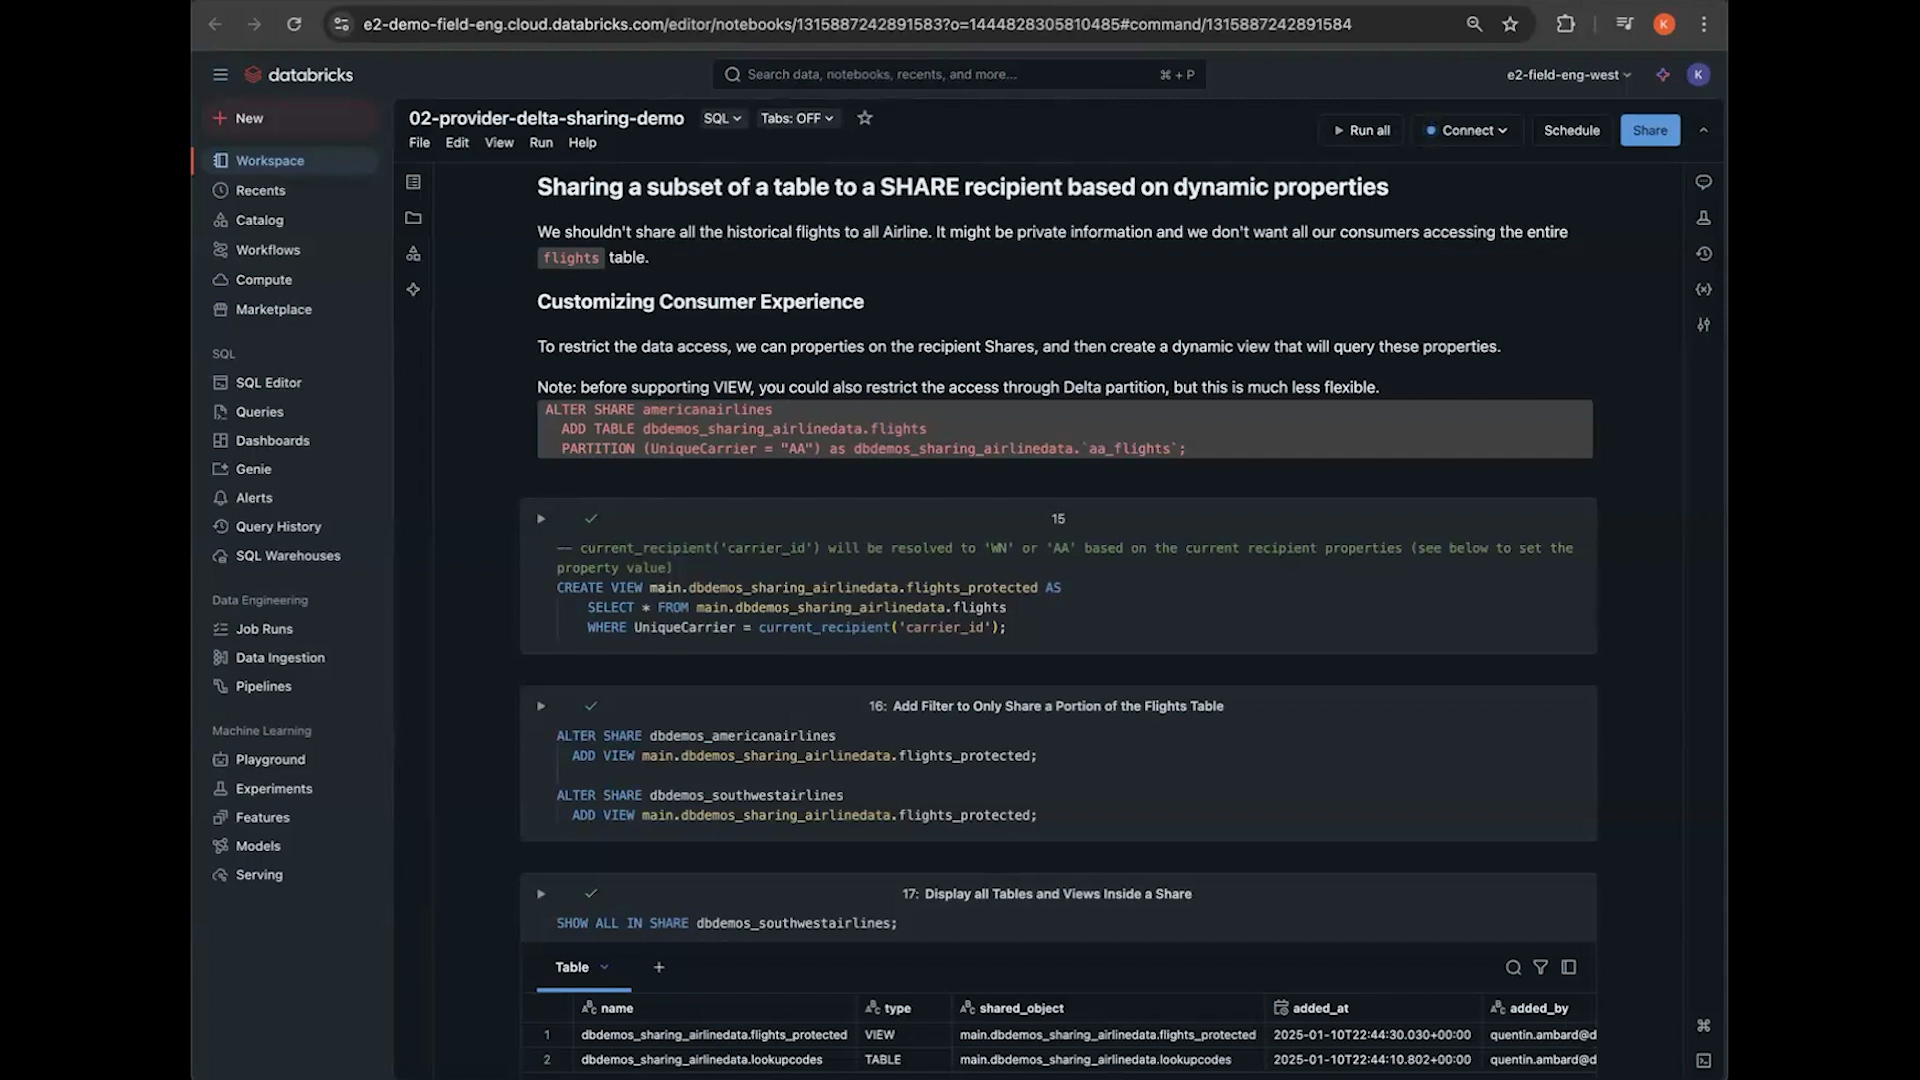 e2-demo-field-eng.cloud.databricks.com/editor/notebooks/1315887242891583?o=1444828305810485#command/1315887242891584
K
databricks
Search data, notebooks, recents, and more...
⌘ + P
e2-field-eng-west
K
New
Workspace
Recents
Catalog
Workflows
Compute
Marketplace
SQL
SQL Editor
Queries
Dashboards
Genie
Alerts
Query History
SQL Warehouses
Data Engineering
Job Runs
Data Ingestion
Pipelines
Machine Learning
Playground
Experiments
Features
Models
Serving
02-provider-delta-sharing-demo
SQL
Tabs: OFF
File Edit View Run Help
Run all
Connect
Schedule
Share
Sharing a subset of a table to a SHARE recipient based on dynamic properties
We shouldn't share all the historical flights to all Airline. It might be private information and we don't want all our consumers accessing the entire
flights table.
Customizing Consumer Experience
To restrict the data access, we can properties on the recipient Shares, and then create a dynamic view that will query these properties.
Note: before supporting VIEW, you could also restrict the access through Delta partition, but this is much less flexible.
ALTER SHARE americanairlines
ADD TABLE dbdemos_sharing_airlinedata.flights
PARTITION (UniqueCarrier = "AA") as dbdemos_sharing_airlinedata.`aa_flights`;
15
-- current_recipient('carrier_id') will be resolved to 'WN' or 'AA' based on the current recipient properties (see below to set the
property value)
CREATE VIEW main.dbdemos_sharing_airlinedata.flights_protected AS
SELECT * FROM main.dbdemos_sharing_airlinedata.flights
WHERE UniqueCarrier = current_recipient('carrier_id');
16: Add Filter to Only Share a Portion of the Flights Table
ALTER SHARE dbdemos_americanairlines
ADD VIEW main.dbdemos_sharing_airlinedata.flights_protected;
ALTER SHARE dbdemos_southwestairlines
ADD VIEW main.dbdemos_sharing_airlinedata.flights_protected;
17: Display all Tables and Views Inside a Share
SHOW ALL IN SHARE dbdemos_southwestairlines;
Table
name type shared_object added_at added_by
1 dbdemos_sharing_airlinedata.flights_protected VIEW main.dbdemos_sharing_airlinedata.flights_protected 2025-01-10T22:44:30.030+00:00 quentin.ambard@d
2 dbdemos_sharing_airlinedata.lookupcodes TABLE main.dbdemos_sharing_airlinedata.lookupcodes 2025-01-10T22:44:10.802+00:00 quentin.ambard@d